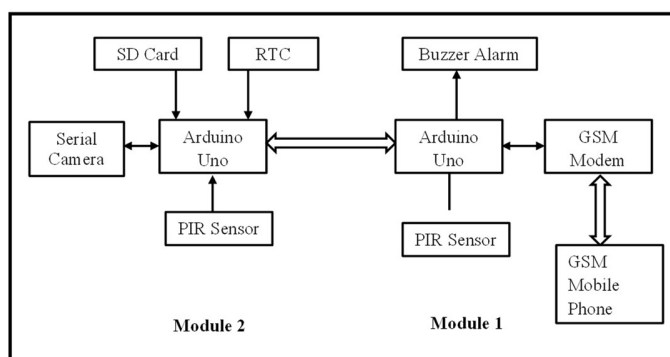 SD Card
RTC
Buzzer Alarm
Serial
Camera
Arduino
Uno
Arduino
Uno
GSM
Modem
PIR Sensor
PIR Sensor
GSM
Mobile
Phone
Module 2
Module 1